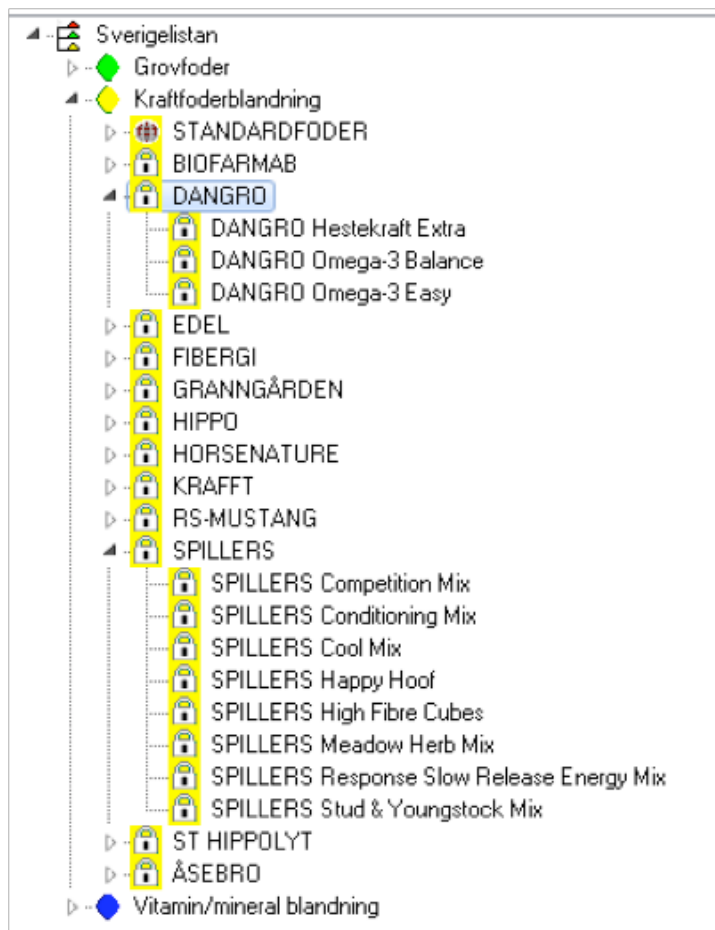 Sverigelistan
Grovfoder
Kraftfoderblandning
STANDARDFODER
BIOFARMAB
DANGRO
DANGRO Hestekraft Extra
DANGRO Omega-3 Balance
DANGRO Omega-3 Easy
EDEL
FIBERGI
GRANNGÅRDEN
HIPPO
HORSENATURE
KRAFFT
RS-MUSTANG
SPILLERS
SPILLERS Competition Mix
SPILLERS Conditioning Mix
SPILLERS Cool Mix
SPILLERS Happy Hoof
SPILLERS High Fibre Cubes
SPILLERS Meadow Herb Mix
SPILLERS Response Slow Release Energy Mix
SPILLERS Stud & Youngstock Mix
ST HIPPOLYT
ÅSEBRO
Vitamin/mineral blandning